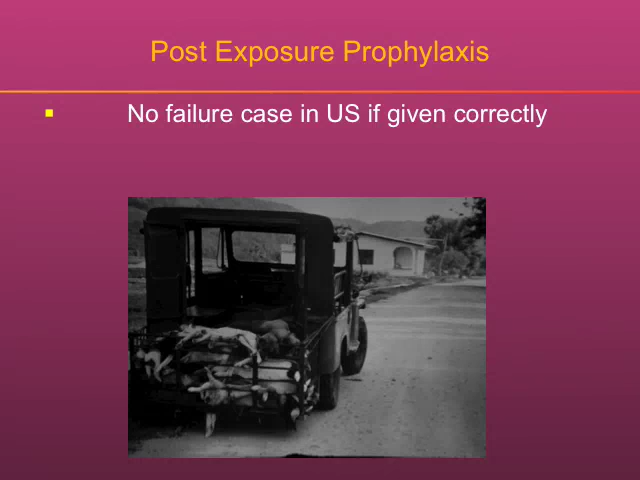 Post Exposure Prophylaxis
No failure case in US if given correctly